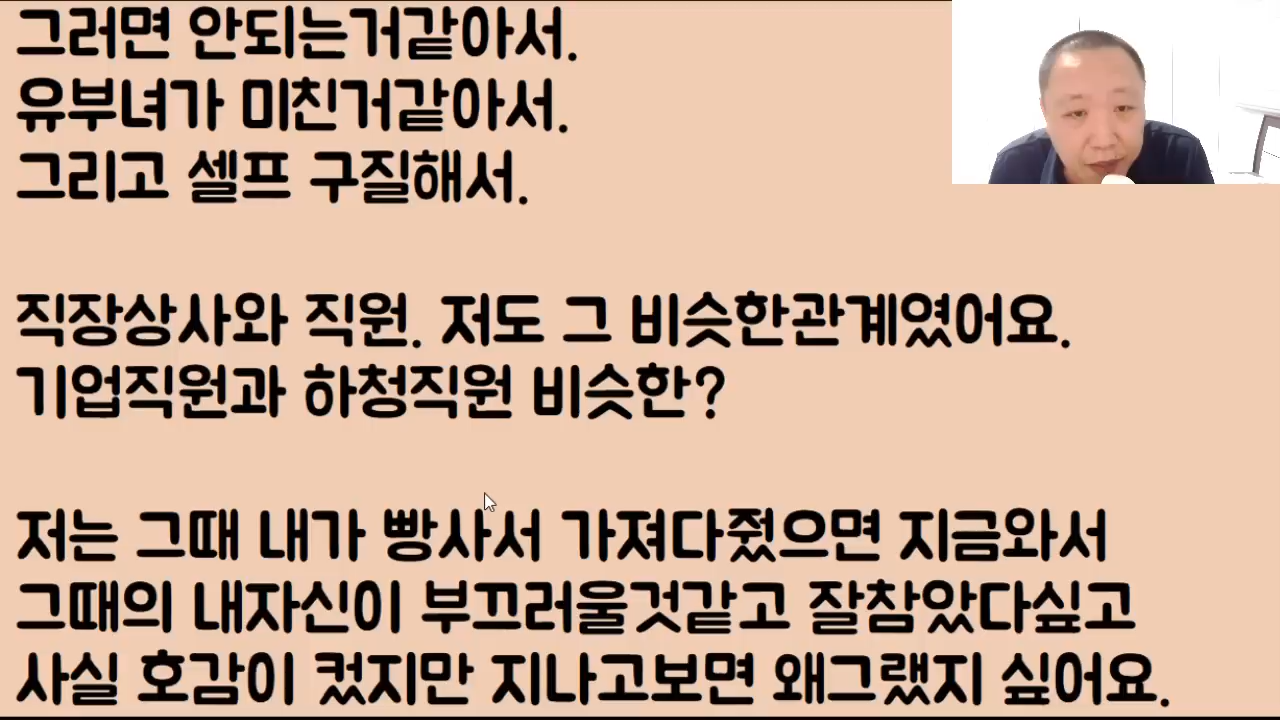 그러면 안되는거같아서.
유부녀가 미친거같아서.
그리고 셀프 구질해서.
직장상사와 직원. 저도 그 비슷한관계였어요.
기업직원과 하청직원 비슷한?
저는 그때 내가 빵사서 가져다줬으면 지금와서
그때의 내자신이 부끄러울것같고 잘참았다싶고
사실 호감이 컸지만 지나고보면 왜그랬지 싶어요.